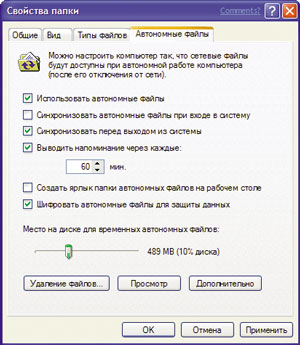 Свойства папки
Comments?
Общие
Вид
Типы файлов
Автономные Файлы
Можно настроить компьютер так, что сетевые файлы
будут доступны при автономной работе компьютера
(после его отключения от сети).
Использовать автономные файлы
Синхронизировать автономные файлы при входе в систему
Синхронизировать перед выходом из системы
Выводить напоминание через каждые:
60 мин.
Создать ярлык папки автономных файлов на рабочем столе
Шифровать автономные файлы для защиты данных
Место на диске для временных автономных файлов:
489 MB (10% диска)
Удаление файлов...
Просмотр
Дополнительно
OK
Отмена
Применить